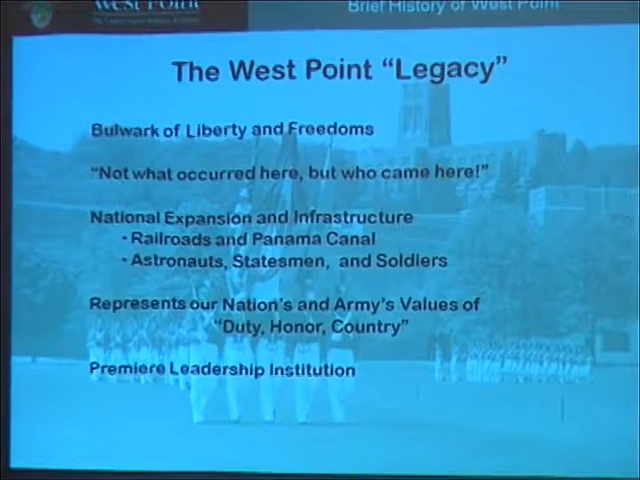 WEST POINT
Brief History of West Point
The West Point “Legacy”
Bulwark of Liberty and Freedoms
“Not what occurred here, but who came here!”
National Expansion and Infrastructure
· Railroads and Panama Canal
· Astronauts, Statesmen, and Soldiers
Represents our Nation’s and Army’s Values of
“Duty, Honor, Country”
Premiere Leadership Institution